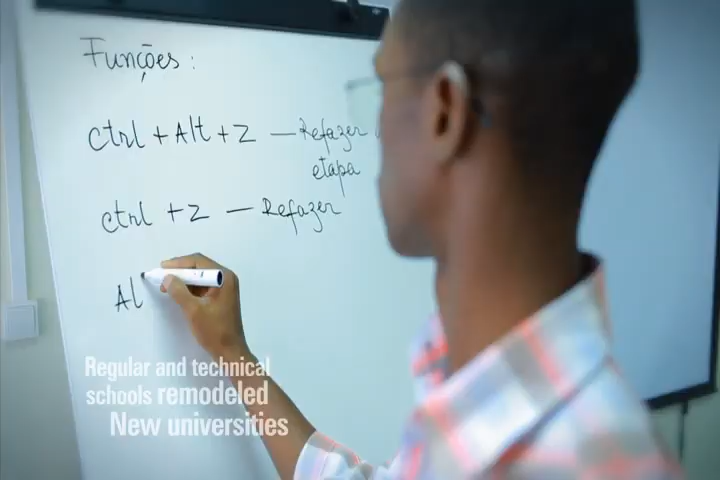 Funções:
Ctrl + Alt + Z — Refazer
etapa
Ctrl + Z — Refazer
Al
Regular and technical
schools remodeled
New universities